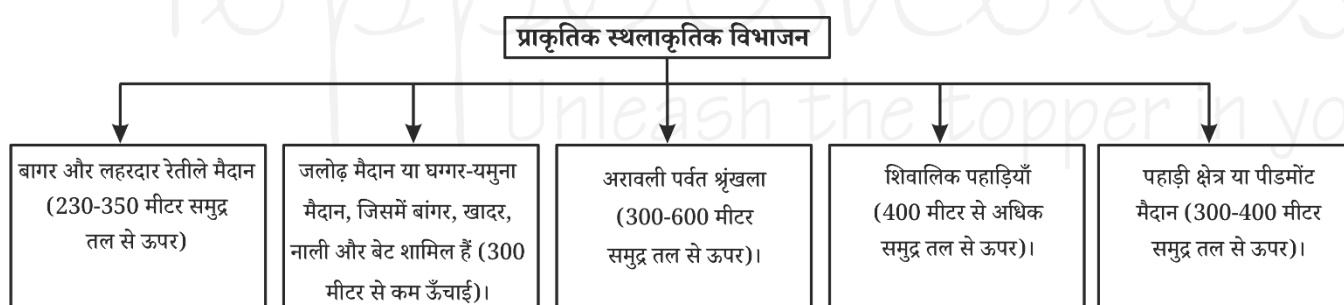 प्राकृतिक स्थलाकृतिक विभाजन
बागर और लहरदार रेतीले मैदान
(230-350 मीटर समुद्र
तल से ऊपर)
जलोढ़ मैदान या घग्गर-यमुना
मैदान, जिसमें बांगर, खादर,
नाली और बेट शामिल हैं (300
मीटर से कम ऊँचाई)।
अरावली पर्वत श्रृंखला
(300-600 मीटर
समुद्र तल से ऊपर)।
शिवालिक पहाड़ियाँ
(400 मीटर से अधिक
समुद्र तल से ऊपर)।
पहाड़ी क्षेत्र या पीडमोंट
मैदान (300-400 मीटर
समुद्र तल से ऊपर)।
Unleash the topper in yo